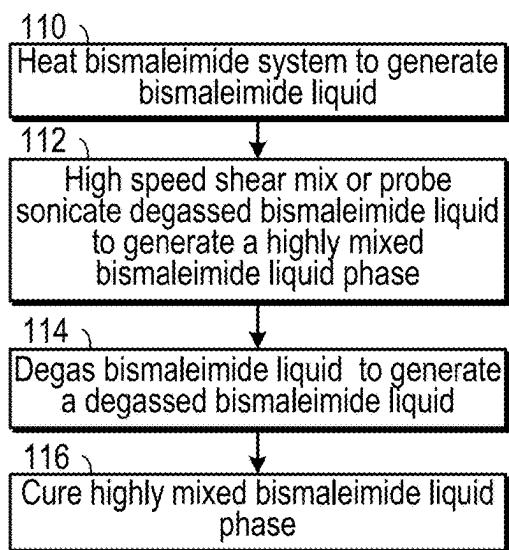 110
Heat bismaleimide system to generate
bismaleimide liquid
112
High speed shear mix or probe
sonicate degassed bismaleimide liquid
to generate a highly mixed
bismaleimide liquid phase
114
Degas bismaleimide liquid to generate
a degassed bismaleimide liquid
116
Cure highly mixed bismaleimide liquid
phase